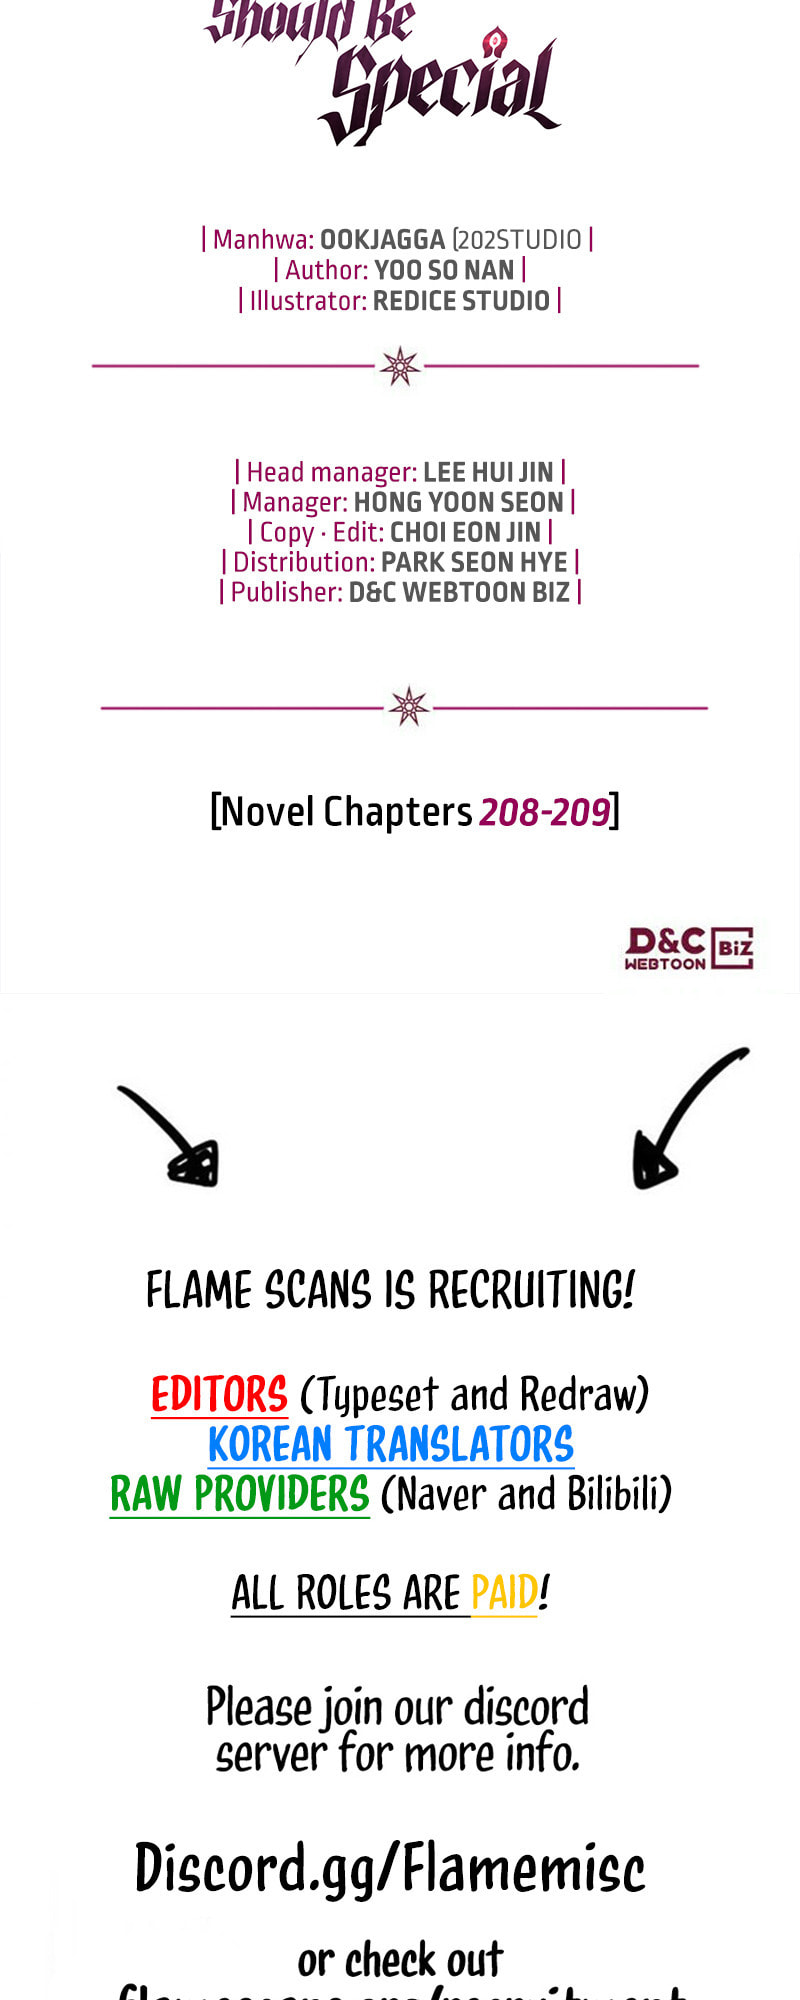 Should Be
Special
| Manhwa: OOKJAGGA (202STUDIO |
| Author: YOO SO NAN |
| Illustrator: REDICE STUDIO |
| Head manager: LEE HUI JIN |
| Manager: HONG YOON SEON |
| Copy · Edit: CHOI EON JIN |
| Distribution: PARK SEON HYE |
| Publisher: D&C WEBTOON BIZ |
[Novel Chapters 208-209]
D&C
WEBTOON BiZ
FLAME SCANS IS RECRUITING!
EDITORS (Typeset and Redraw)
KOREAN TRANSLATORS
RAW PROVIDERS (Naver and Bilibili)
ALL ROLES ARE PAID!
Please join our discord
server for more info.
Discord.gg/Flamemisc
or check out